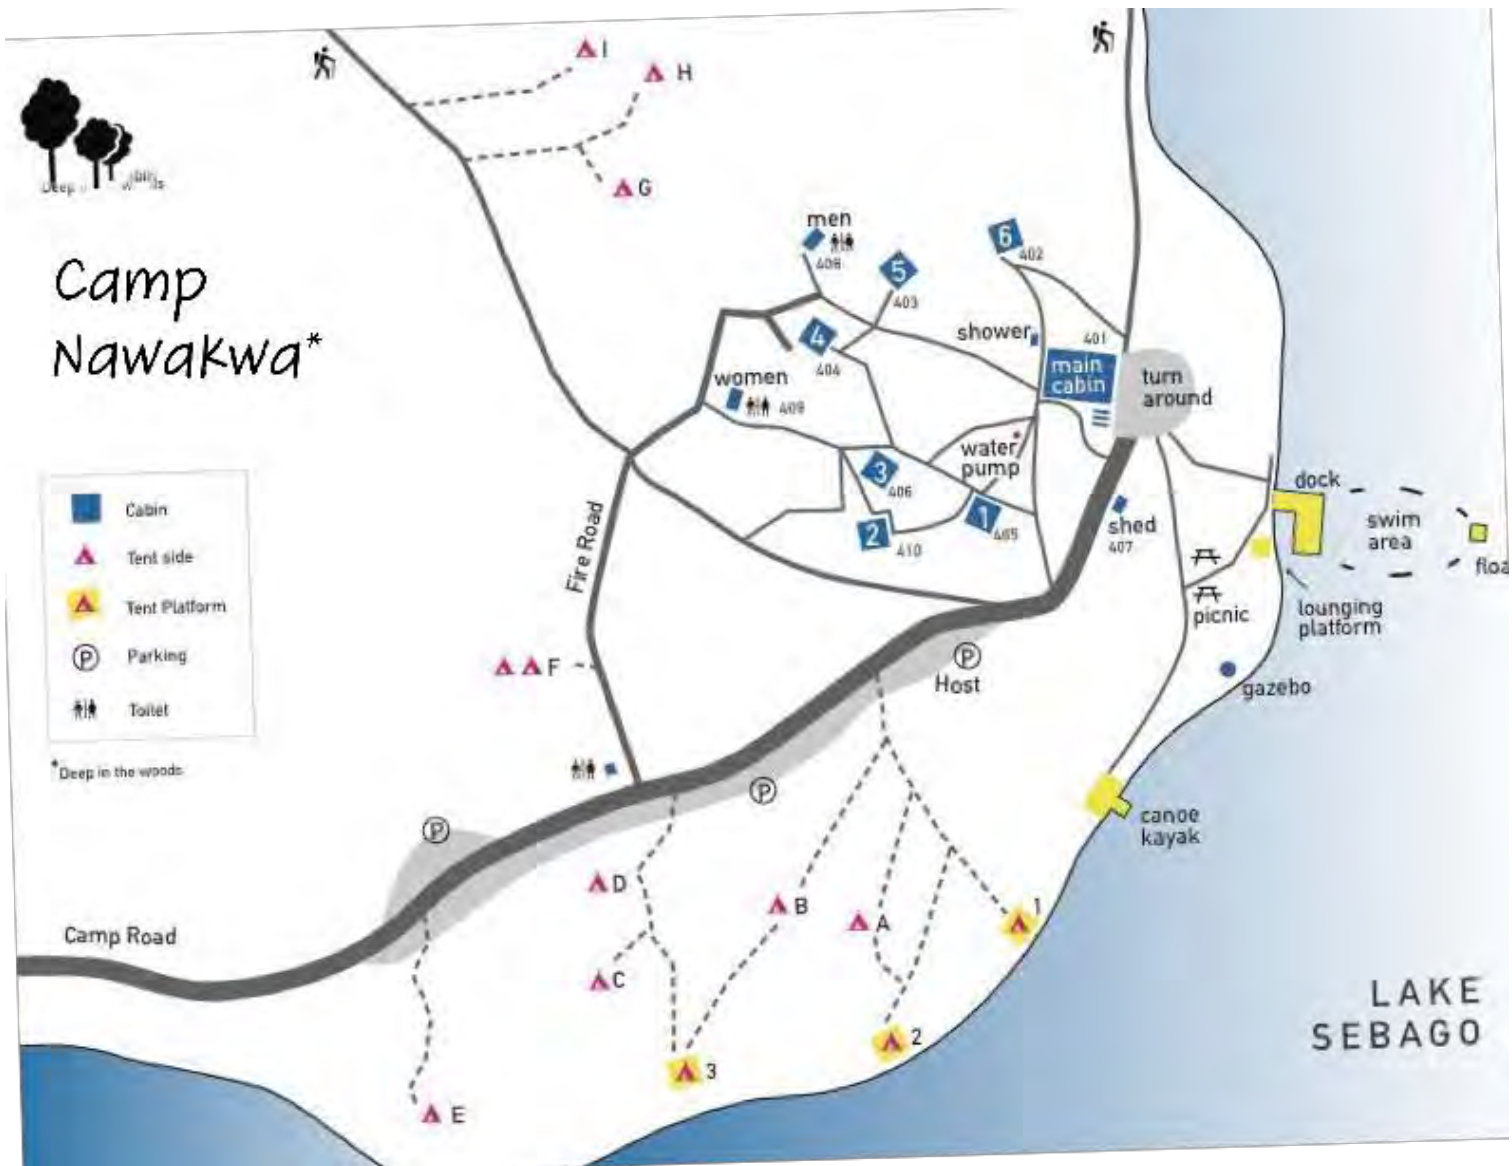 I
H
G
Camp
Nawakwa*
men
408
6
402
5
403
shower
401
main
cabin
turn
around
4
404
women
409
water
pump
3
406
2
410
1
405
shed
407
dock
swim
area
lounging
platform
picnic
gazebo
Fire Road
Cabin
Tent side
Tent Platform
P Parking
Toilet
*Deep in the woods
F
P
Host
P
P
canoe
kayak
D
B
A
1
C
2
3
E
Camp Road
LAKE
SEBAGO